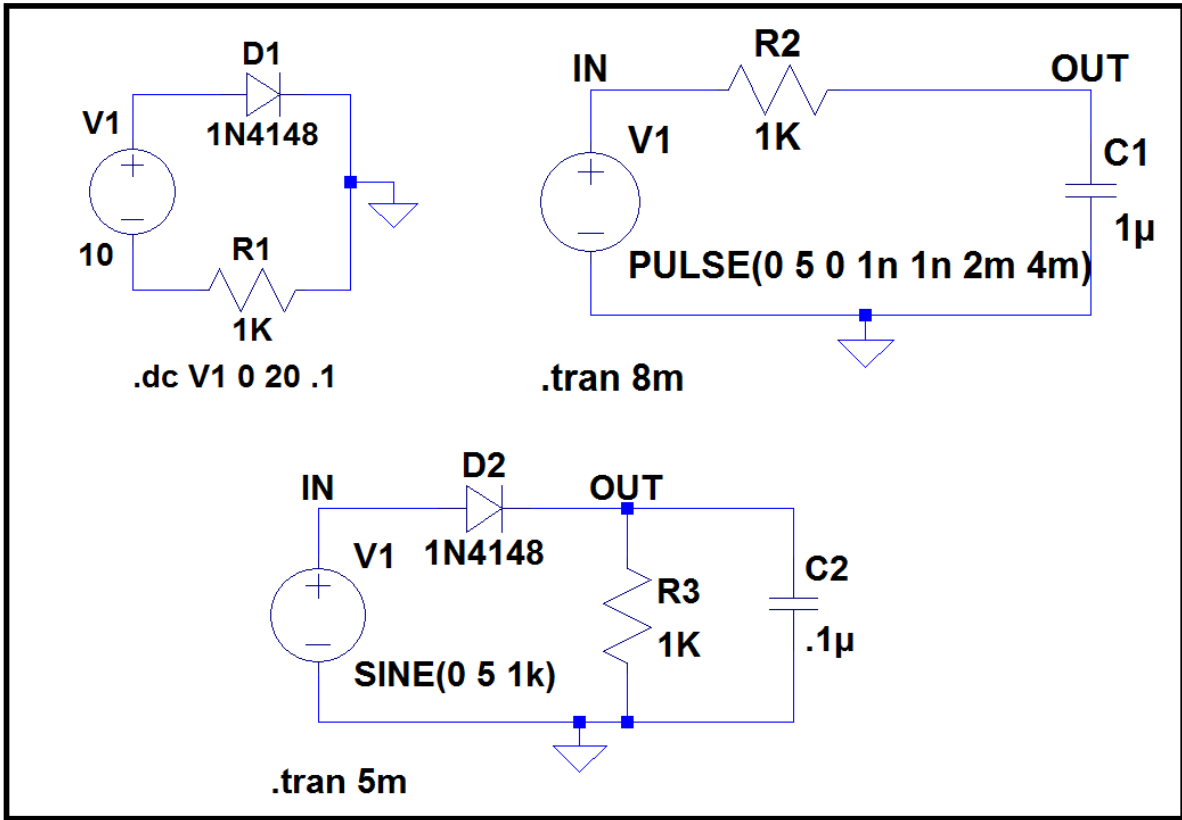 D1
1N4148
V1
10
R1
1K
.dc V1 0 20 .1
IN
R2
1K
OUT
V1
C1
1µ
PULSE(0 5 0 1n 1n 2m 4m)
.tran 8m
IN
D2
1N4148
OUT
V1
R3
1K
C2
.1µ
SINE(0 5 1k)
.tran 5m